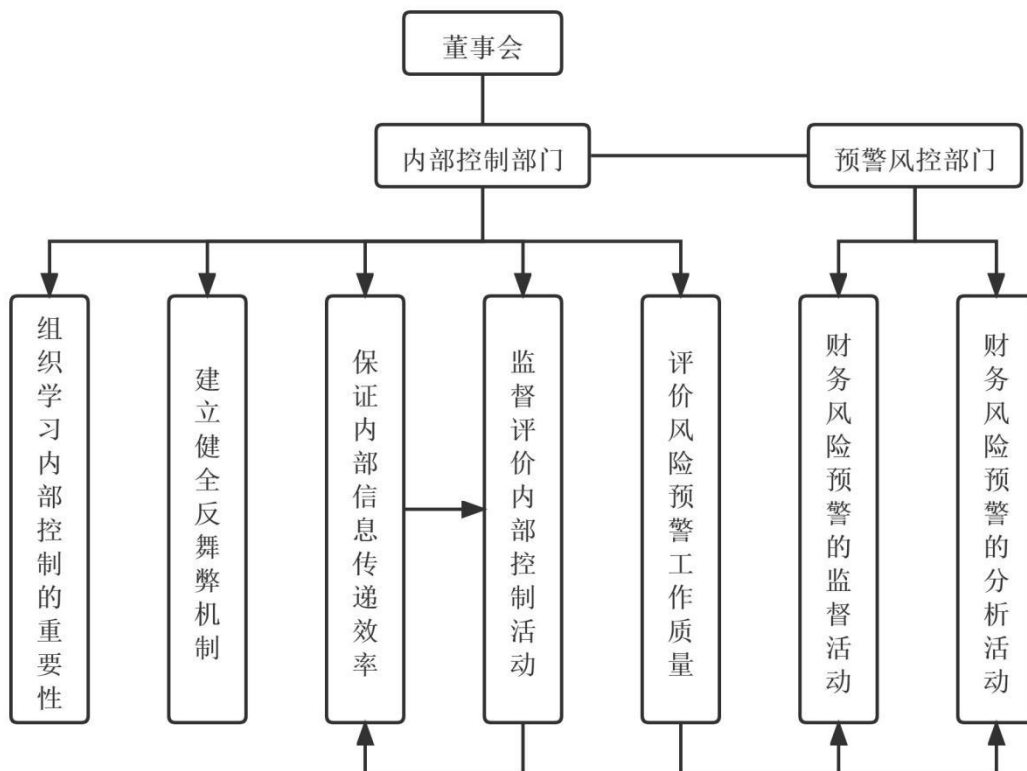 董事会
内部控制部门
预警风控部门
组织学习内部控制的重要性
建立健全反舞弊机制
保证内部信息传递效率
监督评价内部控制活动
评价风险预警工作质量
财务风险预警的监督活动
财务风险预警的分析活动